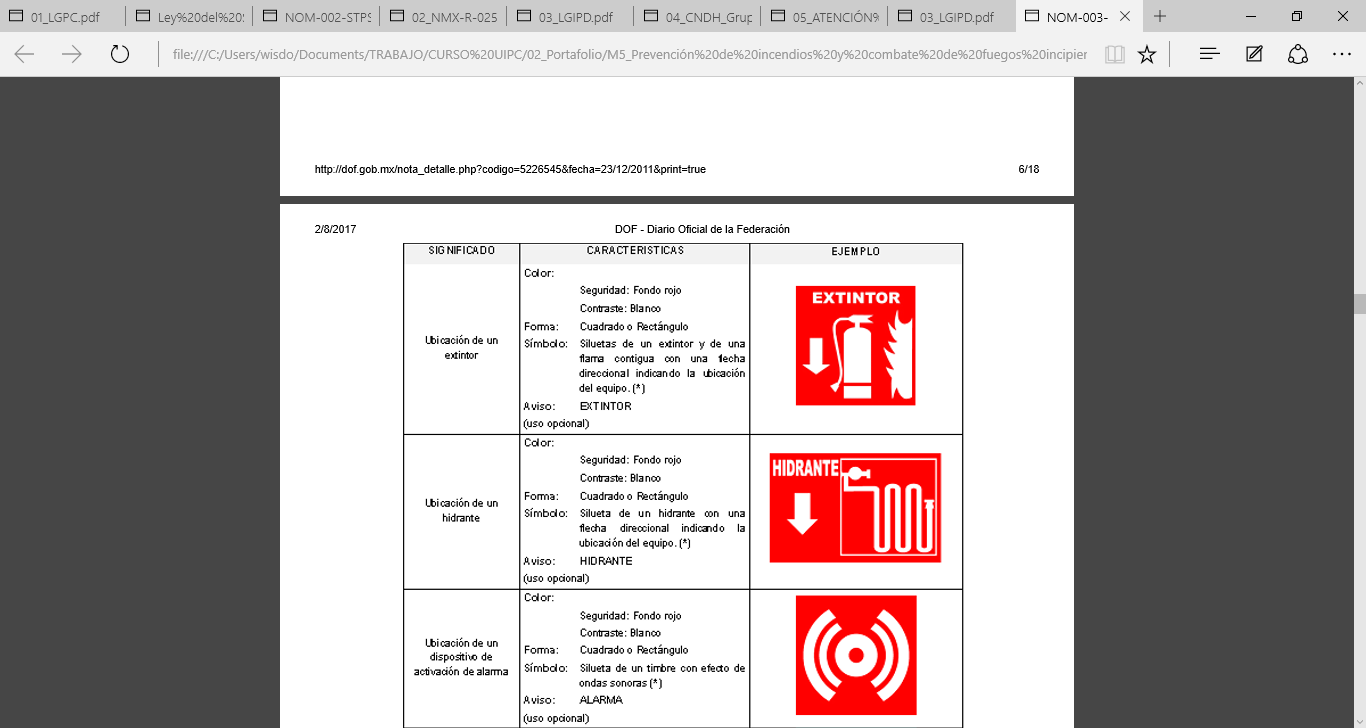 01_LGPC.pdf
Ley%20del%20S
NOM-002-STPS
02_NMX-R-025
03_LGIPD.pdf
04_CNDH_Grup
05_ATENCIÓN%
03_LGIPD.pdf
NOM-003-
file:///C:/Users/wisdo/Documents/TRABAJO/CURSO%20UIPC/02_Portafolio/M5_Prevención%20de%20incendios%20y%20combate%20de%20fuegos%20incipier
http://dof.gob.mx/nota_detalle.php?codigo=5226545&fecha=23/12/2011&print=true 6/18
2/8/2017 DOF - Diario Oficial de la Federación
SIGNIFICADO CARACTERISTICAS EJEMPLO
Ubicación de un
extintor
Color:
Seguridad: Fondo rojo
Contraste: Blanco
Forma: Cuadrado o Rectángulo
Símbolo: Siluetas de un extintor y de una
flama contigua con una flecha
direccional indicando la ubicación
del equipo. (*)
Aviso: EXTINTOR
(uso opcional)
EXTINTOR
Ubicación de un
hidrante
Color:
Seguridad: Fondo rojo
Contraste: Blanco
Forma: Cuadrado o Rectángulo
Símbolo: Silueta de un hidrante con una
flecha direccional indicando la
ubicación del equipo. (*)
Aviso: HIDRANTE
(uso opcional)
HIDRANTE
Ubicación de un
dispositivo de
activación de alarma
Color:
Seguridad: Fondo rojo
Contraste: Blanco
Forma: Cuadrado o Rectángulo
Símbolo: Silueta de un timbre con efecto de
ondas sonoras (*)
Aviso: ALARMA
(uso opcional)